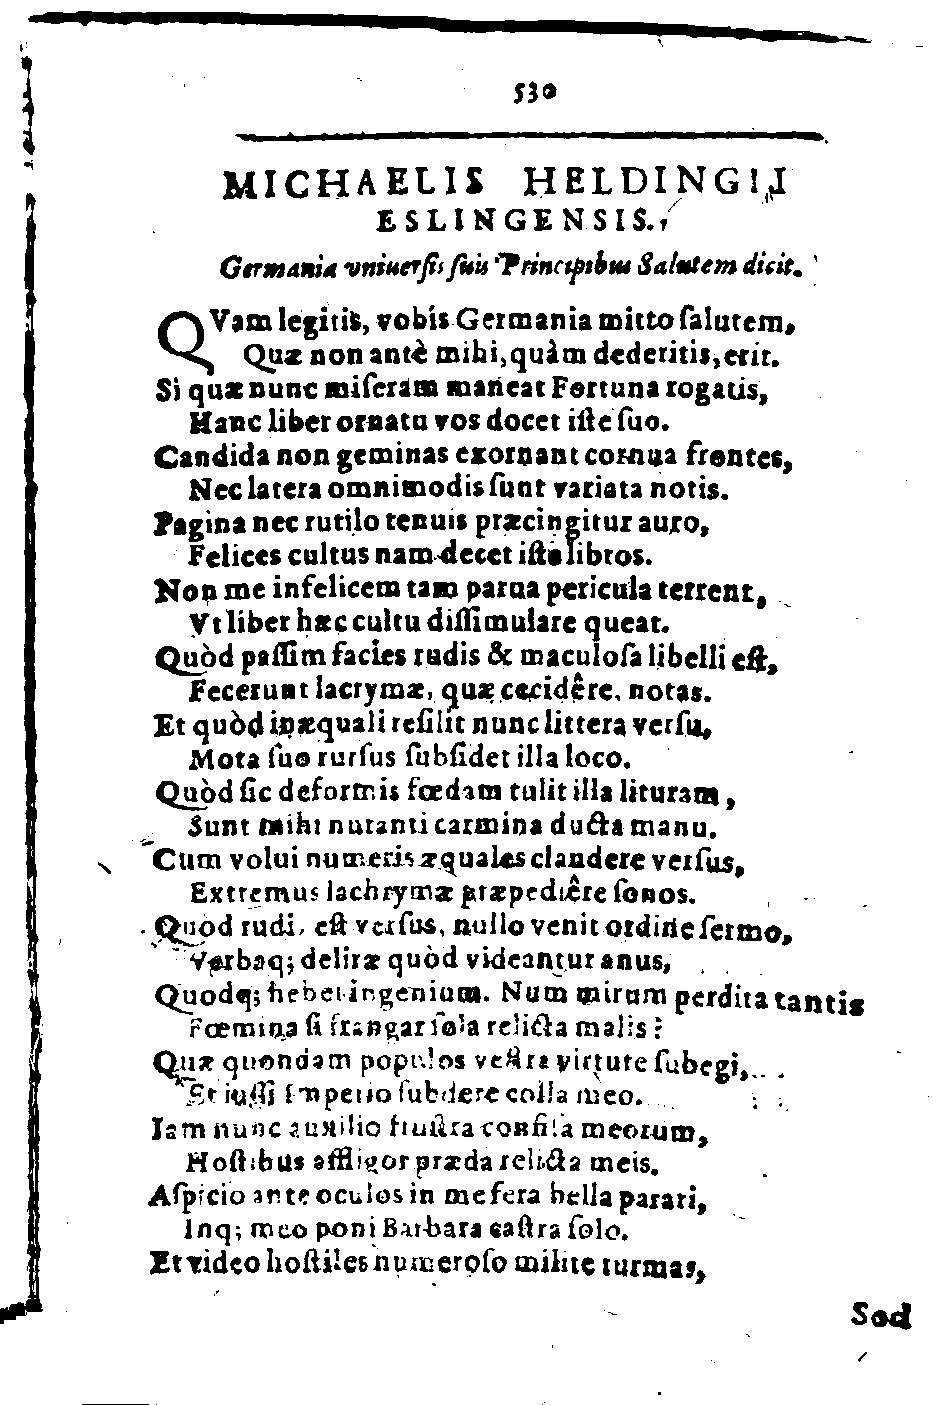 530
MICHAELIS HELDINGII
ESLINGENSIS.
Germania vniuersis suis Principibus Salutem dicit.
QVam legitis, vobis Germania mitto salutem,
Quæ non antè mihi, quàm dederitis, erit.
Si quæ nunc miseram maneat Fortuna rogatis,
Hanc liber ornatu vos docet iste suo.
Candida non geminas exornant cornua frontes,
Nec latera omnimodis sunt variata notis.
Pagina nec rutilo tenuis præcingitur auro,
Felices cultus nam decet iste libros.
Non me infelicem tam parua pericula terrent,
Vt liber hæc cultu dissimulare queat.
Quòd passim facies rudis & maculosa libelli est,
Fecerunt lacrymæ, quæ cecidêre, notas.
Et quòd inæquali resilit nunc littera versu,
Mota suo rursus subsidet illa loco.
Quòd sic deformis fœdam tulit illa lituram,
Sunt mihi nutanti carmina ducta manu.
Cum volui numeris æquales claudere versus,
Extremus lachrymæ præpediêre sonos.
Quòd rudi, est versus, nullo venit ordine sermo,
Verbaq; deliræ quòd videantur anus,
Quodq; hebet ingenium. Num mirum perdita tantis
Fœmina si frangar sola relicta malis?
Quæ quondam populos vestra virtute subegi,
Et iussi Imperio subdere colla meo.
Iam nunc auxilio frustra confisa meorum,
Hostibus affligor præda relicta meis.
Aspicio ante oculos in me fera bella parari,
Inq; meo poni Barbara castra solo.
Et video hostiles numeroso milite turmas,
Sed